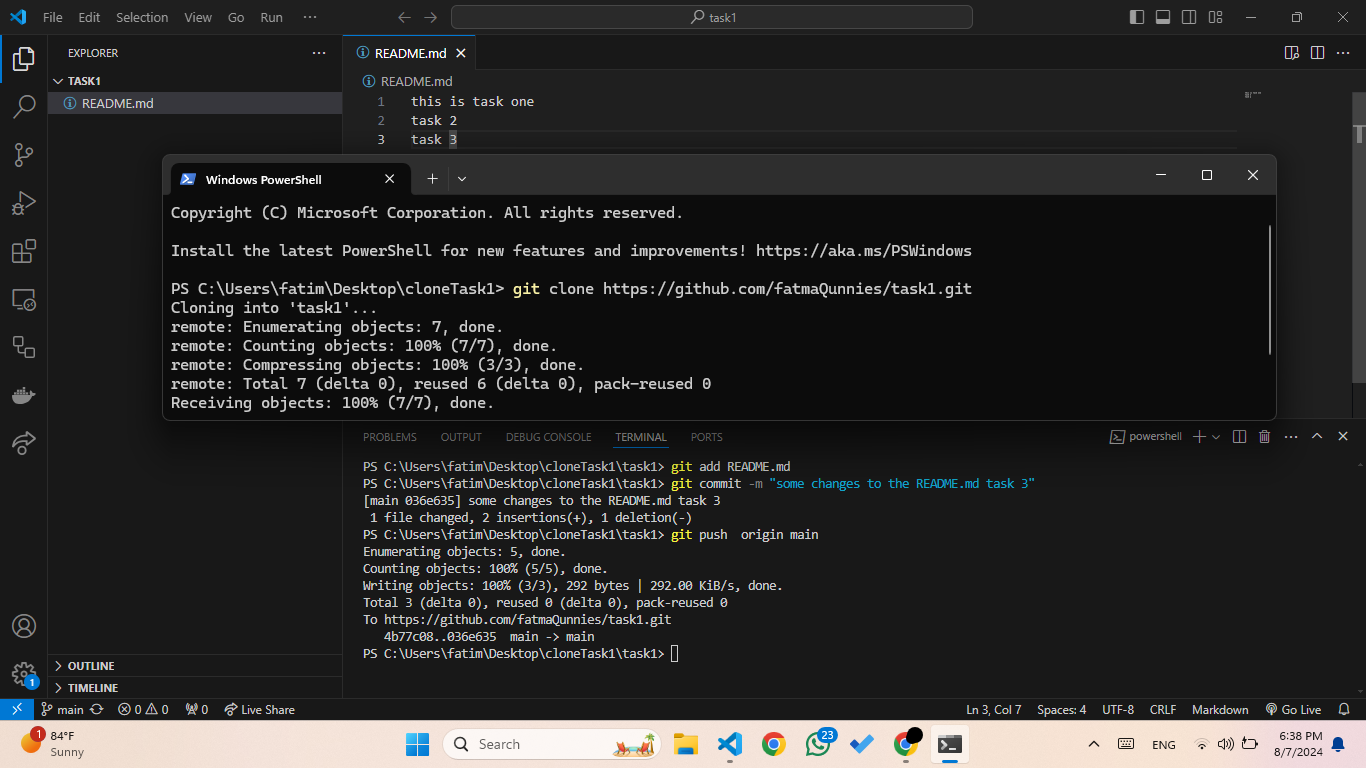 File Edit Selection View Go Run ···
task1
EXPLORER
TASK1
README.md
README.md
README.md
1 this is task one
2 task 2
3 task 3
Windows PowerShell
Copyright (C) Microsoft Corporation. All rights reserved.
Install the latest PowerShell for new features and improvements! https://aka.ms/PSWindows
PS C:\Users\fatim\Desktop\cloneTask1> git clone https://github.com/fatmaQunnies/task1.git
Cloning into 'task1'...
remote: Enumerating objects: 7, done.
remote: Counting objects: 100% (7/7), done.
remote: Compressing objects: 100% (3/3), done.
remote: Total 7 (delta 0), reused 6 (delta 0), pack-reused 0
Receiving objects: 100% (7/7), done.
PROBLEMS OUTPUT DEBUG CONSOLE TERMINAL PORTS
powershell
PS C:\Users\fatim\Desktop\cloneTask1\task1> git add README.md
PS C:\Users\fatim\Desktop\cloneTask1\task1> git commit -m "some changes to the README.md task 3"
[main 036e635] some changes to the README.md task 3
1 file changed, 2 insertions(+), 1 deletion(-)
PS C:\Users\fatim\Desktop\cloneTask1\task1> git push  origin main
Enumerating objects: 5, done.
Counting objects: 100% (5/5), done.
Writing objects: 100% (3/3), 292 bytes | 292.00 KiB/s, done.
Total 3 (delta 0), reused 0 (delta 0), pack-reused 0
To https://github.com/fatmaQunnies/task1.git
4b77c08..036e635  main -> main
PS C:\Users\fatim\Desktop\cloneTask1\task1>
OUTLINE
TIMELINE
1
main 0 0 0 Live Share
Ln 3, Col 7 Spaces: 4 UTF-8 CRLF Markdown Go Live
1
84°F
Sunny
Search
23
ENG
6:38 PM
8/7/2024